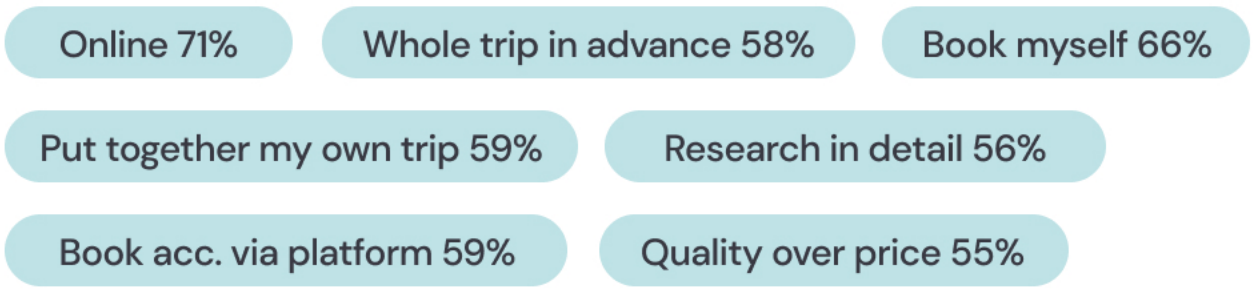 Online 71%
Whole trip in advance 58%
Book myself 66%
Put together my own trip 59%
Research in detail 56%
Book acc. via platform 59%
Quality over price 55%